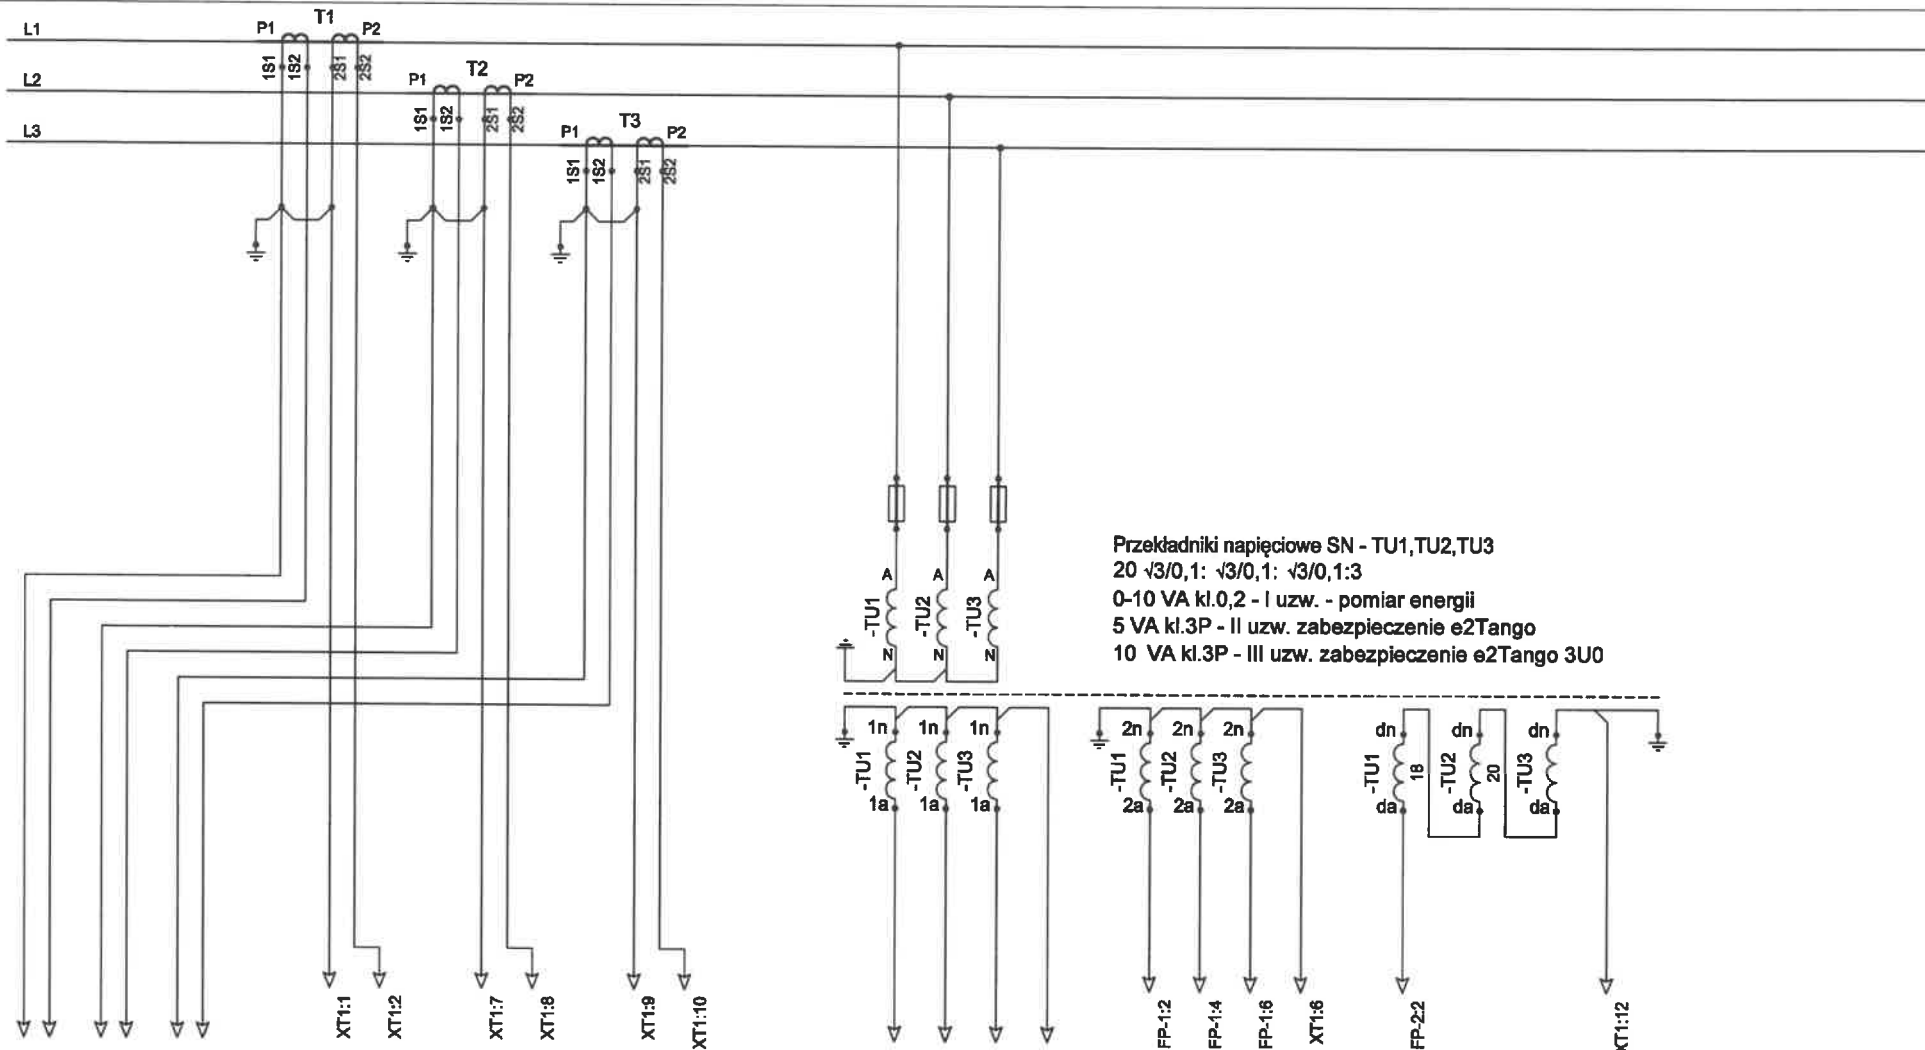 L1
P1 T1 P2
1S1 1S2 2S1 2S2
L2
P1 T2 P2
1S1 1S2 2S1 2S2
L3
P1 T3 P2
1S1 1S2 2S1 2S2
Przekładniki napięciowe SN - TU1,TU2,TU3
20 √3/0,1: √3/0,1: √3/0,1:3
0-10 VA kl.0,2 - I uzw. - pomiar energii
5 VA kl.3P - II uzw. zabezpieczenie e2Tango
10 VA kl.3P - III uzw. zabezpieczenie e2Tango 3U0
A A A
-TU1 -TU2 -TU3
N N N
1n 1n 1n 2n 2n 2n dn dn dn
-TU1 -TU2 -TU3 -TU1 -TU2 -TU3 -TU1 18 -TU2 20 -TU3
1a 1a 1a 2a 2a 2a da da da
XT1:1 XT1:2 XT1:7 XT1:8 XT1:9 XT1:10 FP-1:2 FP-1:4 FP-1:6 XT1:6 FP-2:2 XT1:12